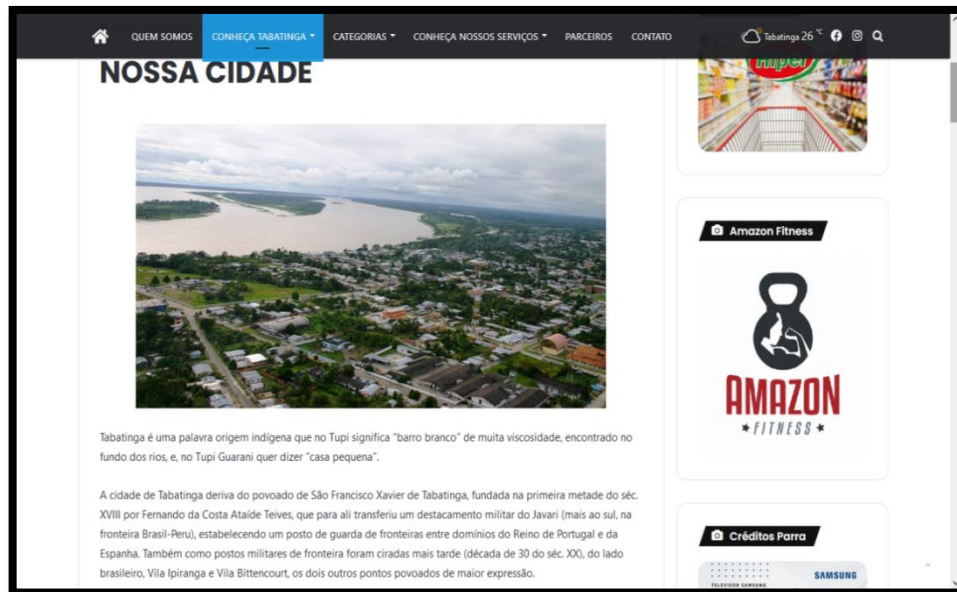 QUEM SOMOS CONHEÇA TABATINGA CATEGORIAS CONHEÇA NOSSOS SERVIÇOS PARCEIROS CONTATO Tabatinga 26 °C
NOSSA CIDADE
Tabatinga é uma palavra origem indígena que no Tupi significa "barro branco" de muita viscosidade, encontrado no
fundo dos rios, e, no Tupi Guarani quer dizer "casa pequena".
A cidade de Tabatinga deriva do povoado de São Francisco Xavier de Tabatinga, fundada na primeira metade do séc.
XVIII por Fernando da Costa Ataíde Teives, que para ali transferiu um destacamento militar do Javari (mais ao sul, na
fronteira Brasil-Peru), estabelecendo um posto de guarda de fronteiras entre domínios do Reino de Portugal e da
Espanha. Também como postos militares de fronteira foram ciradas mais tarde (década de 30 do séc. XX), do lado
brasileiro, Vila Ipiranga e Vila Bittencourt, os dois outros pontos povoados de maior expressão.
Hiper
Amazon Fitness
AMAZON
FITNESS
Créditos Parra
SAMSUNG
TELEVISOR SAMSUNG